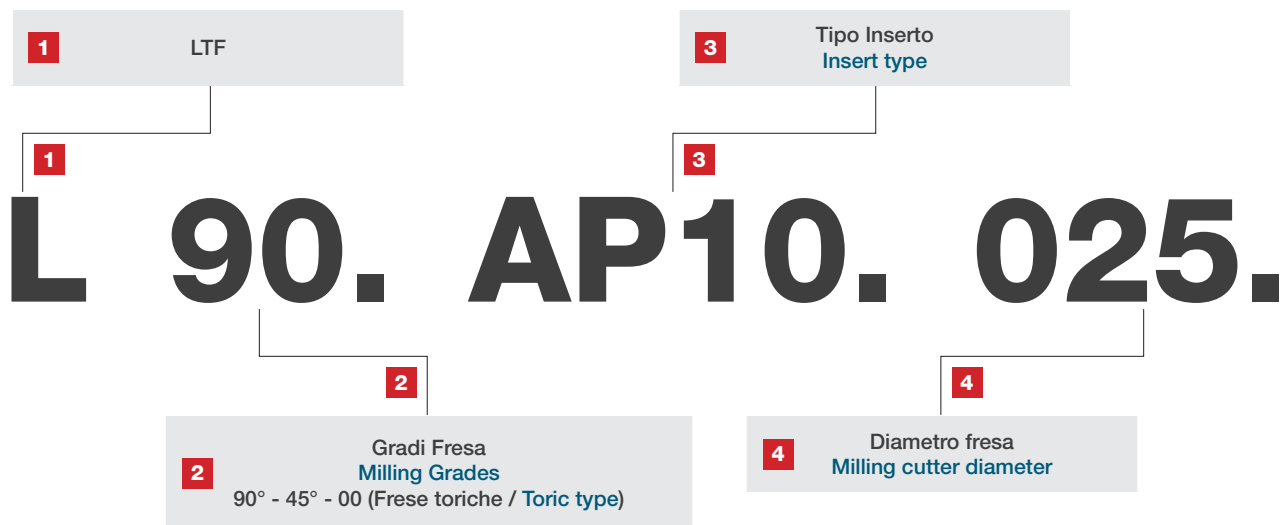 1 LTF
3 Tipo Inserto
Insert type
1
3
L 90. AP10. 025.
2
4
2 Gradi Fresa
Milling Grades
90° - 45° - 00 (Frese toriche / Toric type)
4 Diametro fresa
Milling cutter diameter